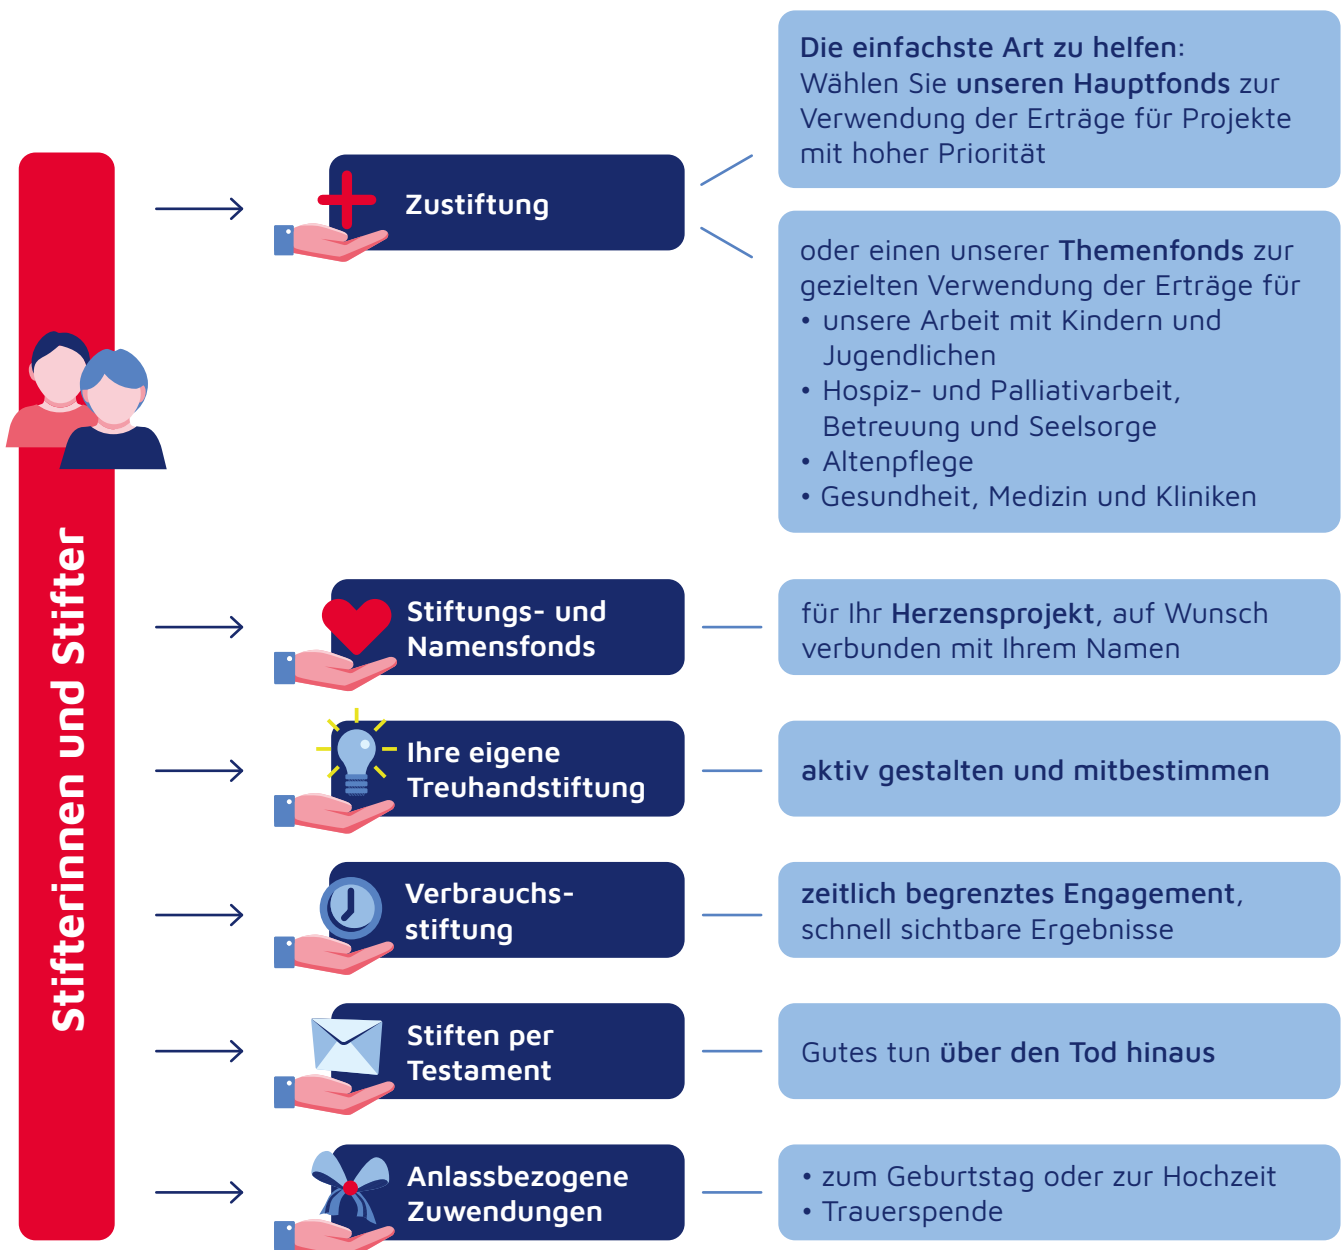 Stifterinnen und Stifter
Zustiftung
Die einfachste Art zu helfen:
Wählen Sie unseren Hauptfonds zur
Verwendung der Erträge für Projekte
mit hoher Priorität
oder einen unserer Themenfonds zur
gezielten Verwendung der Erträge für
• unsere Arbeit mit Kindern und
Jugendlichen
• Hospiz- und Palliativarbeit,
Betreuung und Seelsorge
• Altenpflege
• Gesundheit, Medizin und Kliniken
Stiftungs- und
Namensfonds
für Ihr Herzensprojekt, auf Wunsch
verbunden mit Ihrem Namen
Ihre eigene
Treuhandstiftung
aktiv gestalten und mitbestimmen
Verbrauchs-
stiftung
zeitlich begrenztes Engagement,
schnell sichtbare Ergebnisse
Stiften per
Testament
Gutes tun über den Tod hinaus
Anlassbezogene
Zuwendungen
• zum Geburtstag oder zur Hochzeit
• Trauerspende